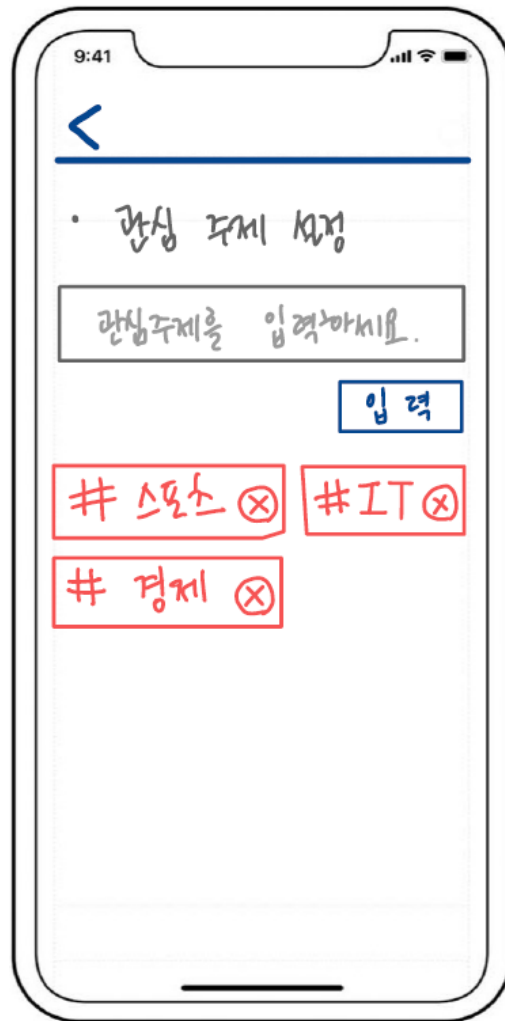 9:41
<
· 관심 주제 설정
관심주제를 입력하세요.
입력
# 스포츠 ⓧ #IT ⓧ
# 경제 ⓧ